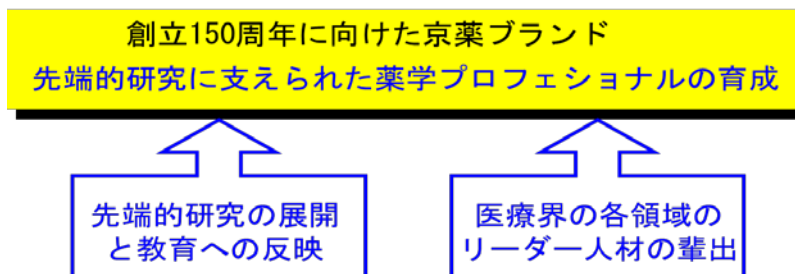 創立150周年に向けた京薬ブランド
先端的研究に支えられた薬学プロフェショナルの育成
先端的研究の展開
と教育への反映
医療界の各領域の
リーダー人材の輩出